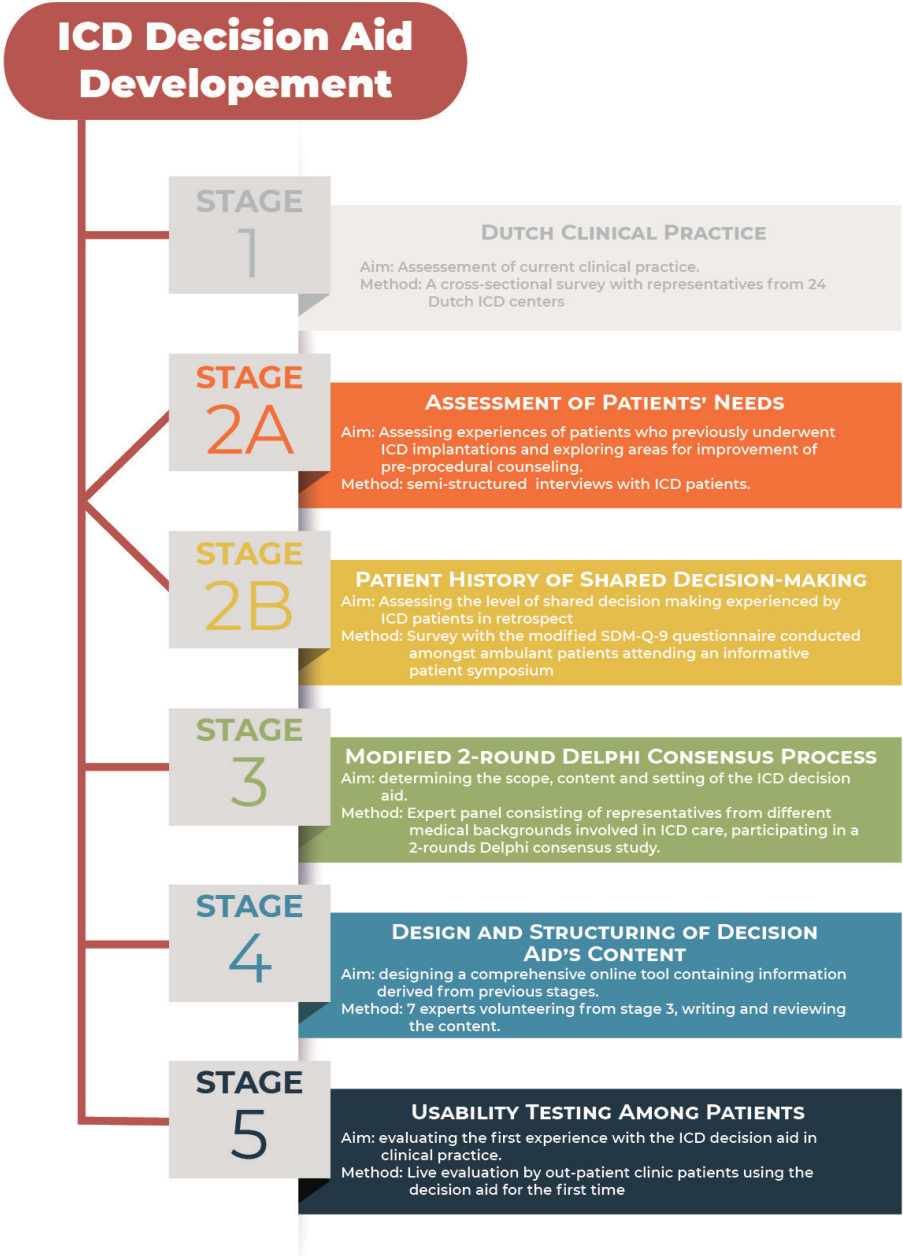 ICD Decision Aid
Developement
STAGE
1
DUTCH CLINICAL PRACTICE
Aim: Assessement of current clinical practice.
Method: A cross-sectional survey with representatives from 24
Dutch ICD centers
STAGE
2A
ASSESSMENT OF PATIENTS' NEEDS
Aim: Assessing experiences of patients who previously underwent
ICD implantations and exploring areas for improvement of
pre-procedural counseling.
Method: semi-structured interviews with ICD patients.
STAGE
2B
PATIENT HISTORY OF SHARED DECISION-MAKING
Aim: Assessing the level of shared decision making experienced by
ICD patients in retrospect
Method: Survey with the modified SDM-Q-9 questionnaire conducted
amongst ambulant patients attending an informative
patient symposium
STAGE
3
MODIFIED 2-ROUND DELPHI CONSENSUS PROCESS
Aim: determining the scope, content and setting of the ICD decision
aid.
Method: Expert panel consisting of representatives from different
medical backgrounds involved in ICD care, participating in a
2-rounds Delphi consensus study.
STAGE
4
DESIGN AND STRUCTURING OF DECISION
AID'S CONTENT
Aim: designing a comprehensive online tool containing information
derived from previous stages.
Method: 7 experts volunteering from stage 3, writing and reviewing
the content.
STAGE
5
USABILITY TESTING AMONG PATIENTS
Aim: evaluating the first experience with the ICD decision aid in
clinical practice.
Method: Live evaluation by out-patient clinic patients using the
decision aid for the first time